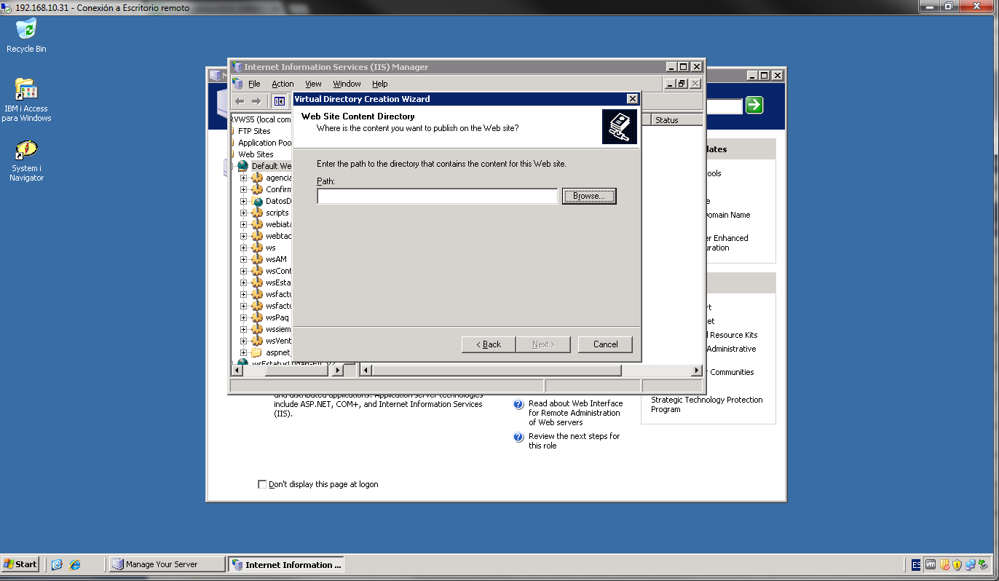 192.168.10.31 - Conexión a Escritorio remoto
Recycle Bin
IBM i Access
para Windows
System i
Navigator
Internet Information Services (IIS) Manager
File Action View Window Help
Virtual Directory Creation Wizard
Web Site Content Directory
Where is the content you want to publish on the Web site?
Enter the path to the directory that contains the content for this Web site.
Path:
Browse...
< Back
Next >
Cancel
RVWS5 (local com
FTP Sites
Application Poo
Web Sites
Default We
agencia
Confirm
DatosD
scripts
webiata
webtac
ws
wsAM
wsCont
wsEsta
wsfactu
wsfactu
wsPaq
wssiem
wsVent
aspnet_
Status
lates
ools
e
omain Name
er Enhanced
uration
rt
et
l Resource Kits
Administrative
r Communities
Strategic Technology Protection
Program
and distributed applications. Application server technologies
include ASP.NET, COM+, and Internet Information Services
(IIS).
Read about Web Interface
for Remote Administration
of Web servers
Review the next steps for
this role
Don't display this page at logon
Start
Manage Your Server
Internet Information ...
ES